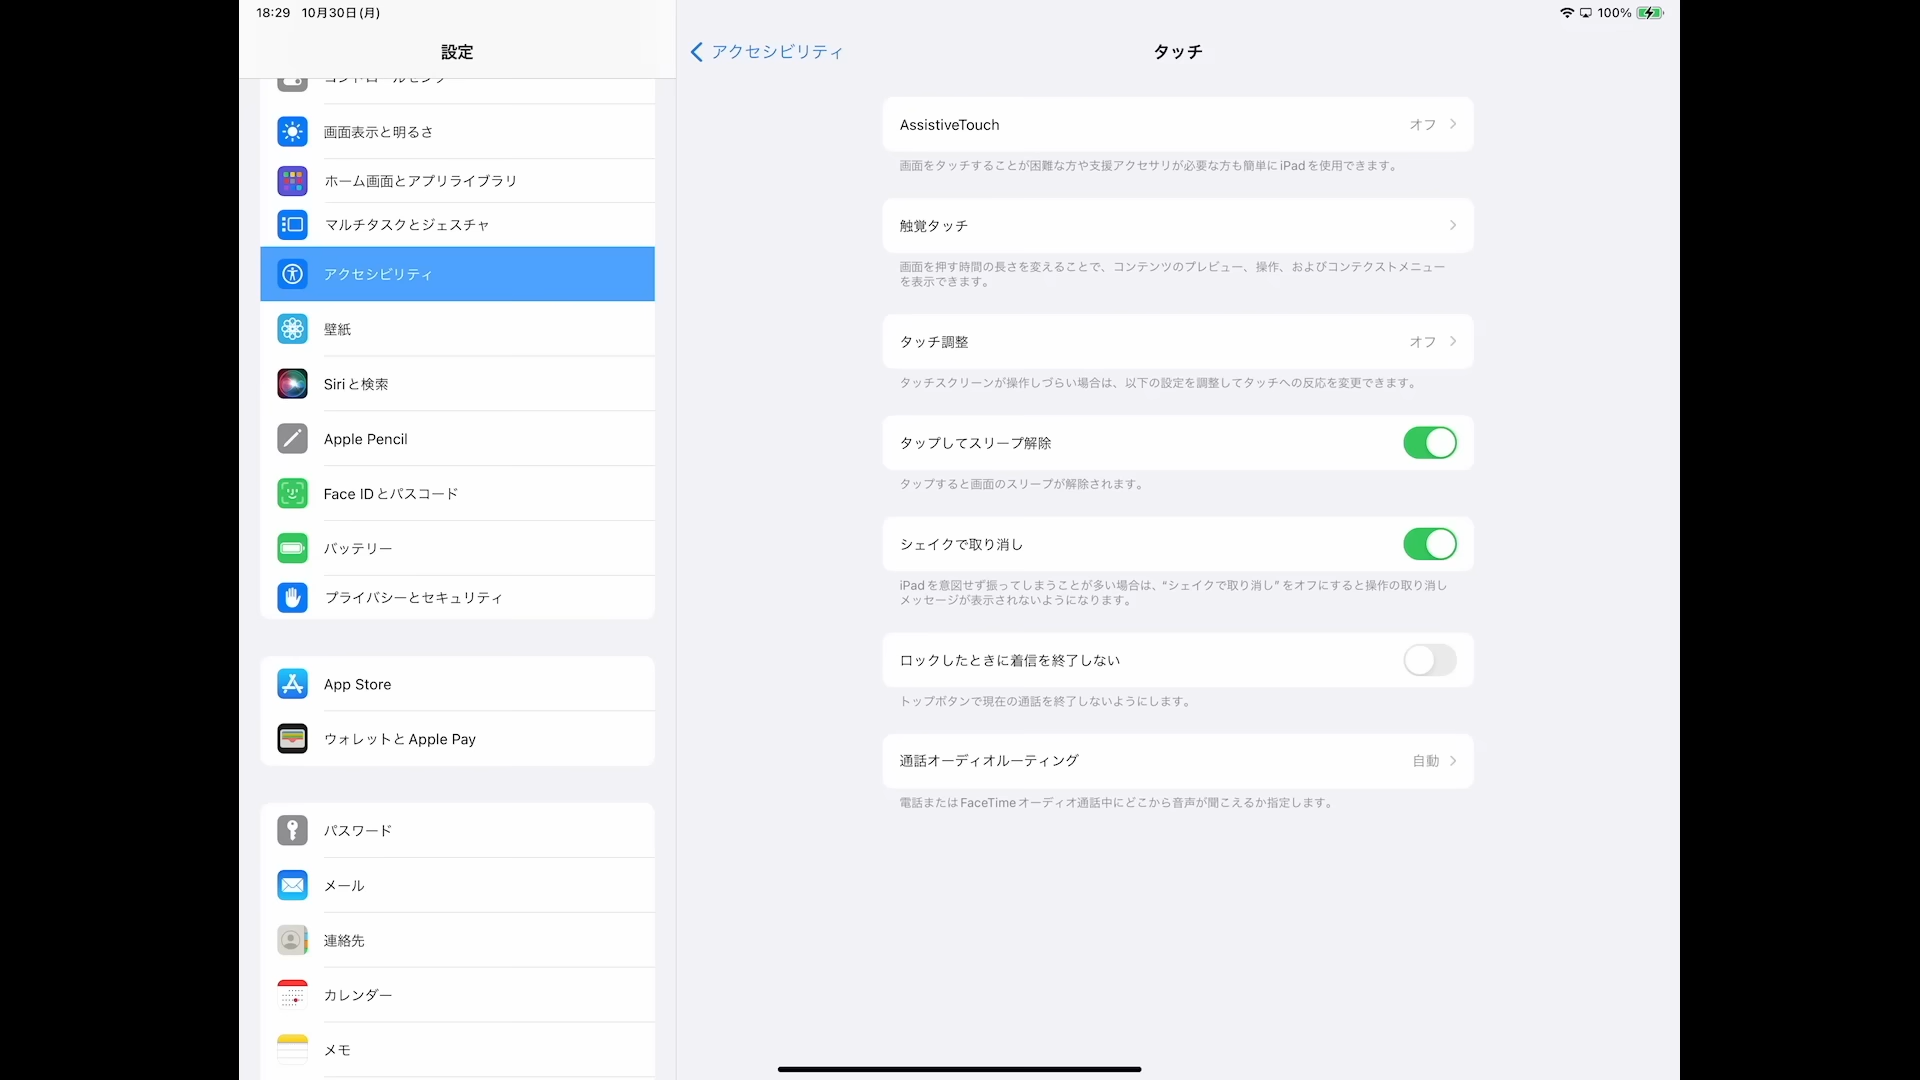 18:29 10月30日(月)
100%
設定
アクセシビリティ
タッチ
画面表示と明るさ
ホーム画面とアプリライブラリ
マルチタスクとジェスチャ
アクセシビリティ
壁紙
Siriと検索
Apple Pencil
Face IDとパスコード
バッテリー
プライバシーとセキュリティ
App Store
ウォレットとApple Pay
パスワード
メール
連絡先
カレンダー
メモ
AssistiveTouch オフ
画面をタッチすることが困難な方や支援アクセサリが必要な方も簡単にiPadを使用できます。
触覚タッチ
画面を押す時間の長さを変えることで、コンテンツのプレビュー、操作、およびコンテクストメニュー
を表示できます。
タッチ調整 オフ
タッチスクリーンが操作しづらい場合は、以下の設定を調整してタッチへの反応を変更できます。
タップしてスリープ解除
タップすると画面のスリープが解除されます。
シェイクで取り消し
iPadを意図せず振ってしまうことが多い場合は、“シェイクで取り消し”をオフにすると操作の取り消し
メッセージが表示されないようになります。
ロックしたときに着信を終了しない
トップボタンで現在の通話を終了しないようにします。
通話オーディオルーティング 自動
電話またはFaceTimeオーディオ通話中にどこから音声が聞こえるか指定します。